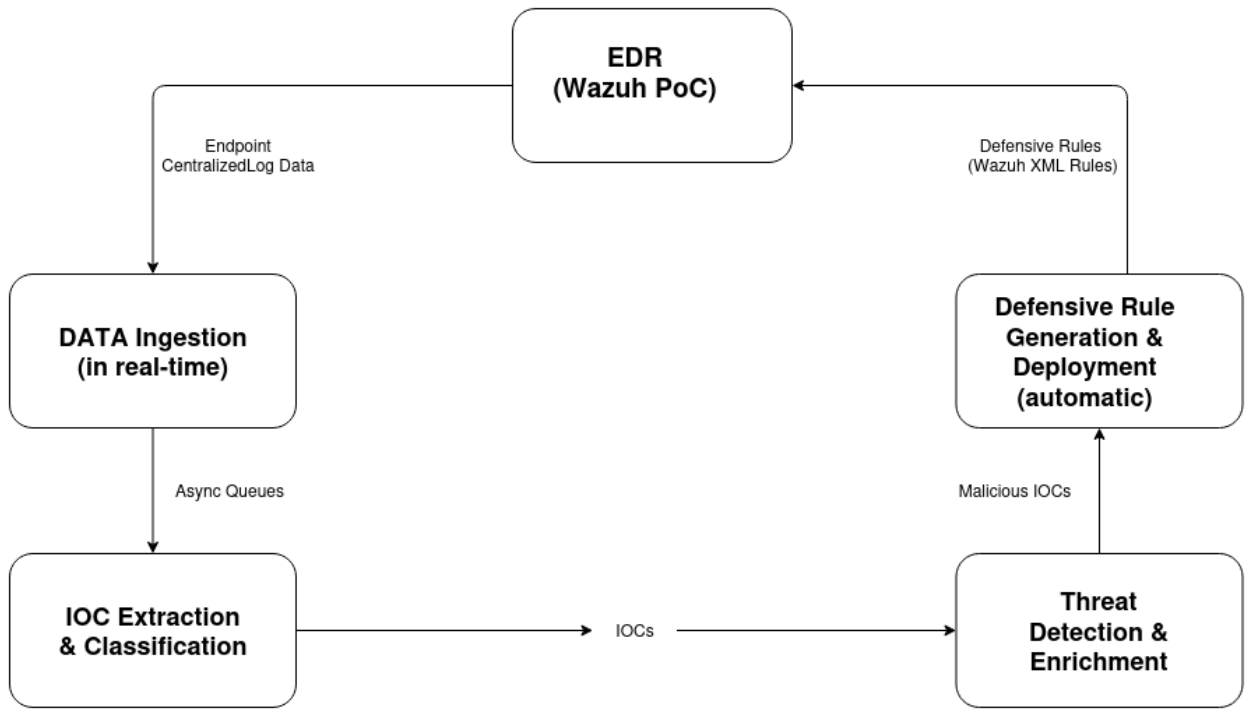 EDR
(Wazuh PoC)
Endpoint
CentralizedLog Data
Defensive Rules
(Wazuh XML Rules)
DATA Ingestion
(in real-time)
Defensive Rule
Generation &
Deployment
(automatic)
Async Queues
Malicious IOCs
IOC Extraction
& Classification
IOCs
Threat
Detection &
Enrichment